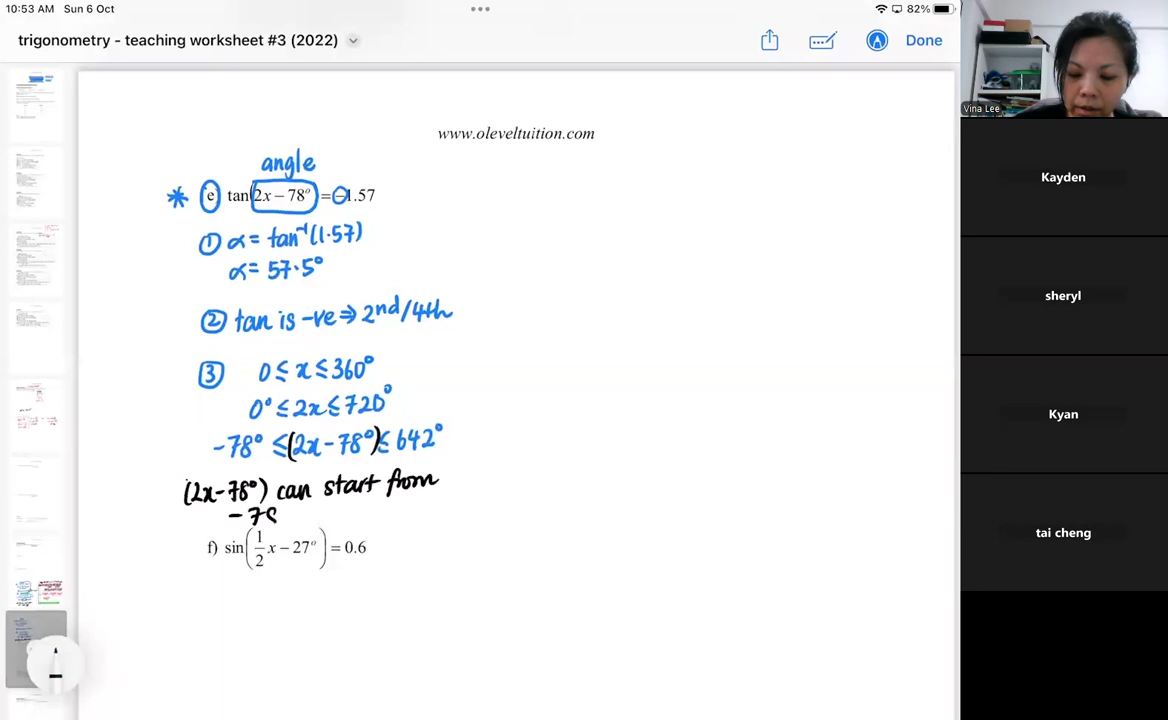 10:53 AM Sun 6 Oct
82%
trigonometry - teaching worksheet #3 (2022)
Done
www.oleveltuition.com
angle
* e tan(2x – 78°) = –1.57
① α = tan⁻¹(1.57)
α = 57.5°
② tan is -ve ⇒ 2nd/4th
③ 0 ≤ x ≤ 360°
0° ≤ 2x ≤ 720°
-78° ≤ (2x - 78°) ≤ 642°
(2x-78°) can start from
- 78
f) sin(1/2 x – 27°) = 0.6
Vina Lee
Kayden
sheryl
Kyan
tai cheng